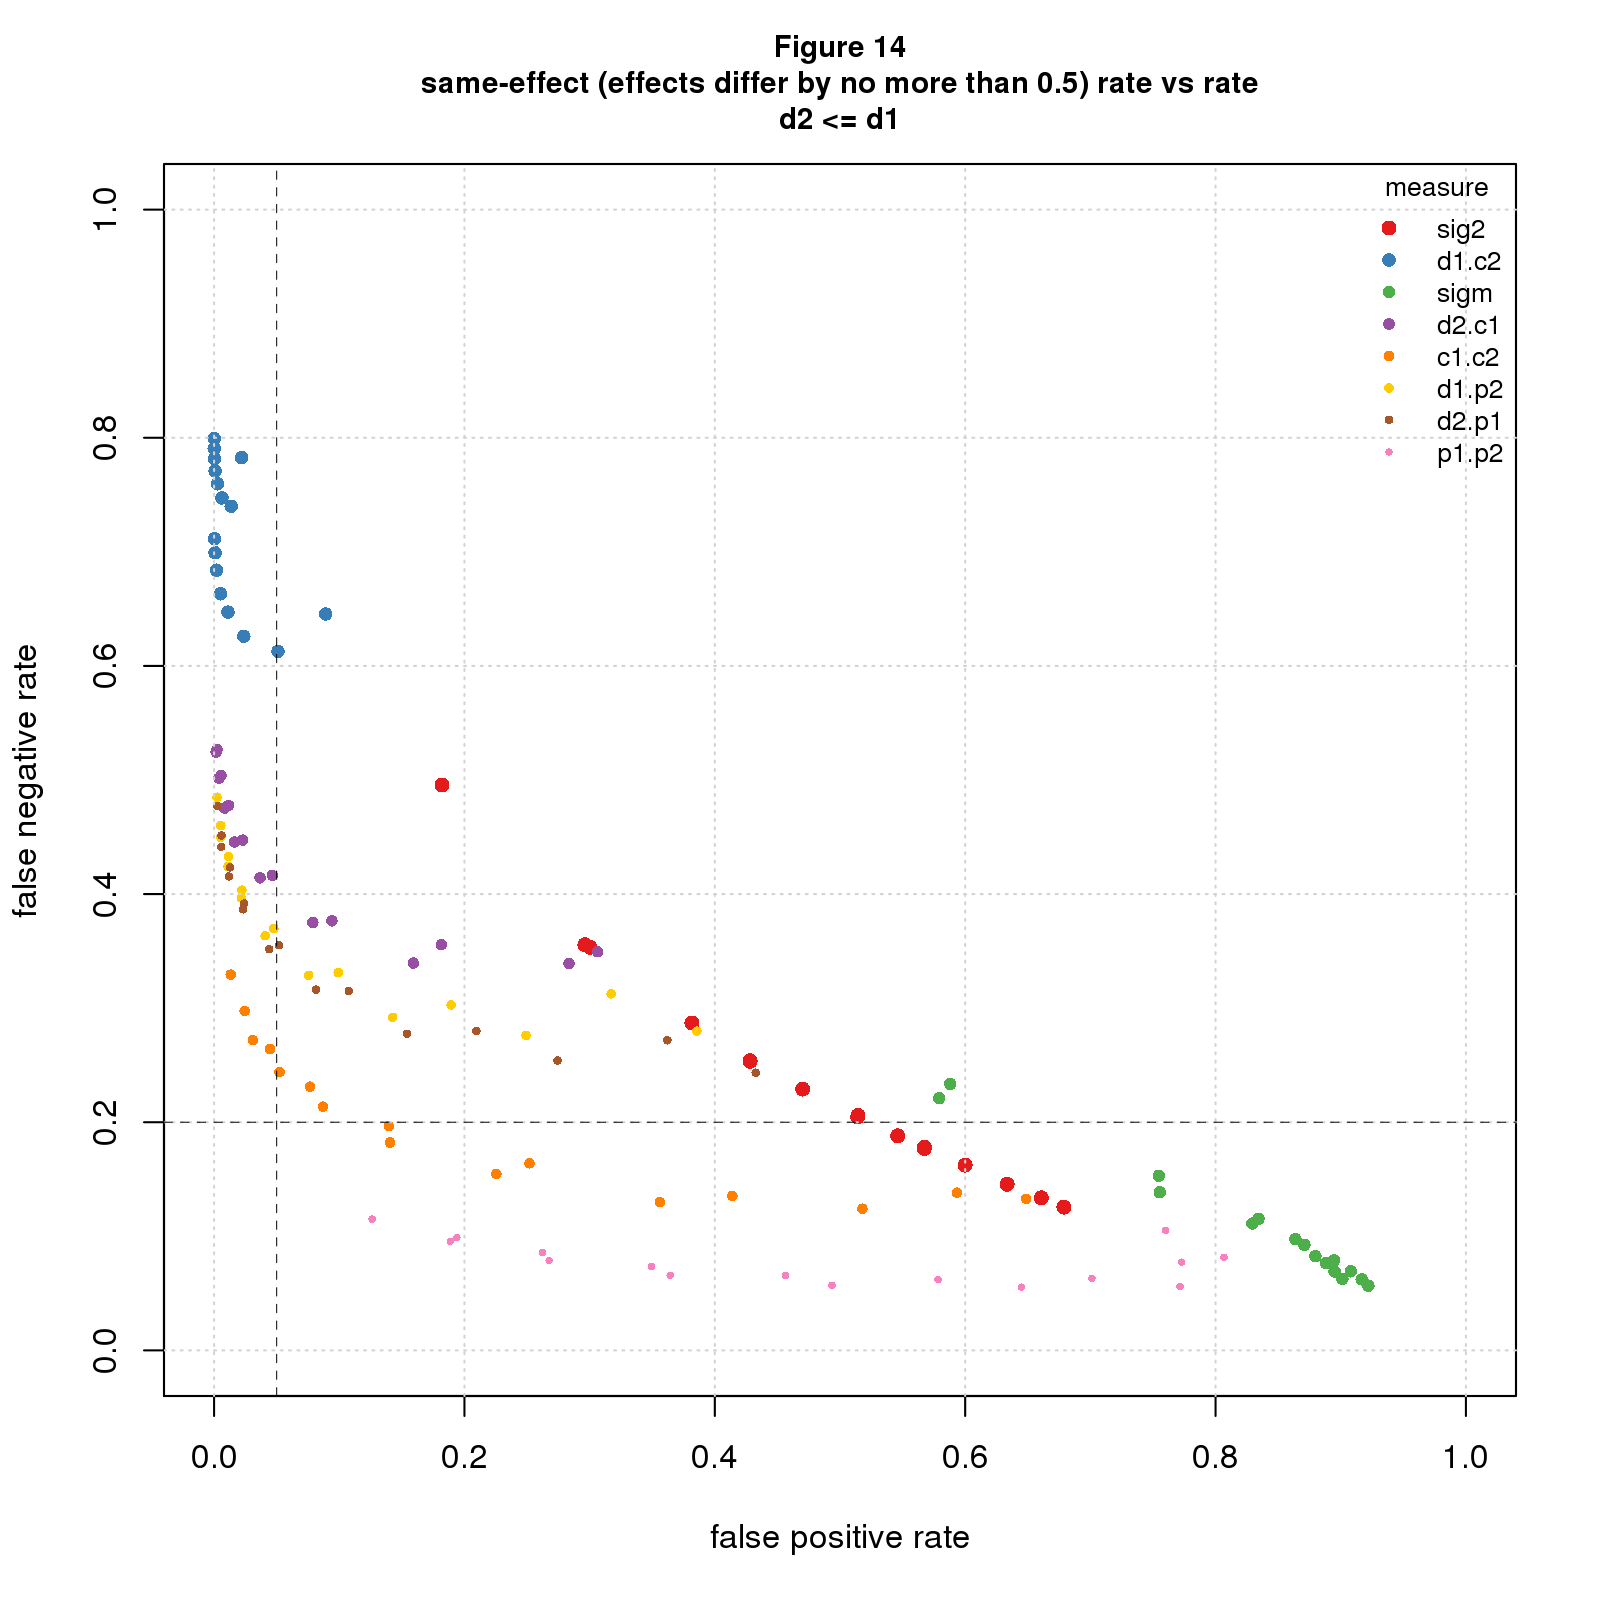 Figure 14
same-effect (effects differ by no more than 0.5) rate vs rate
d2 <= d1
measure
sig2
d1.c2
sigm
d2.c1
c1.c2
d1.p2
d2.p1
p1.p2
false negative rate
1.0
0.8
0.6
0.4
0.2
0.0
0.0 0.2 0.4 0.6 0.8 1.0
false positive rate